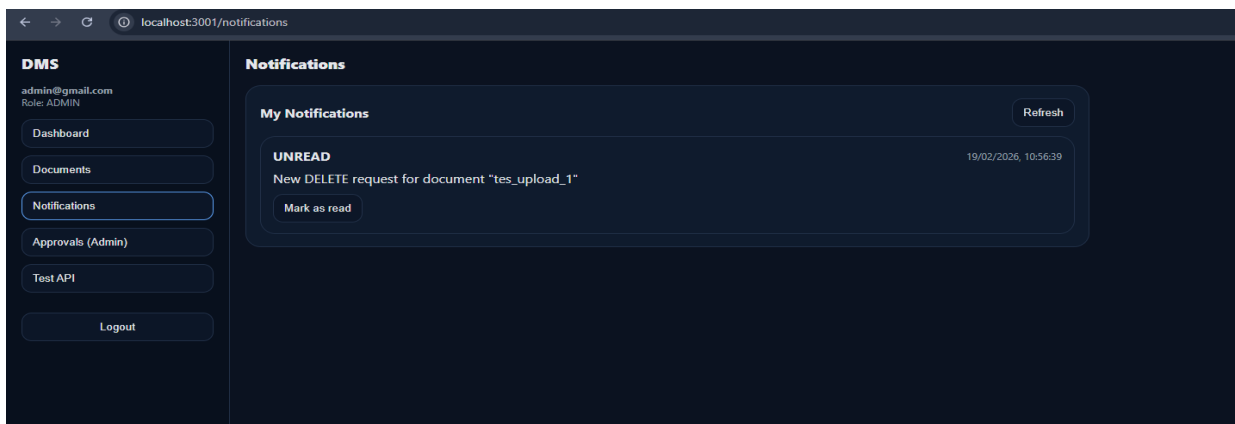 localhost:3001/notifications
DMS
admin@gmail.com
Role: ADMIN
Dashboard
Documents
Notifications
Approvals (Admin)
Test API
Logout
Notifications
My Notifications
Refresh
UNREAD
19/02/2026, 10:56:39
New DELETE request for document "tes_upload_1"
Mark as read